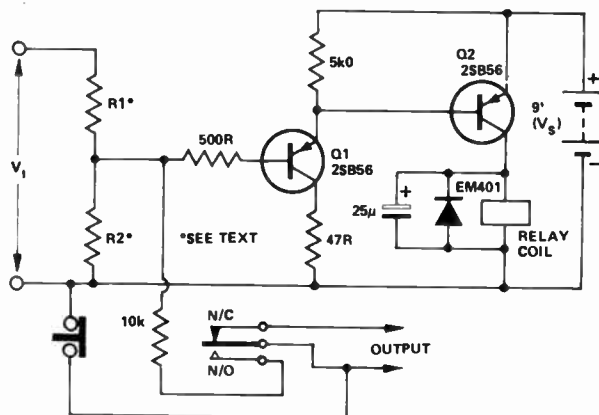 5k0
Q2
2SB56
+
R1*
9'
(VS)
500R
Q1
2SB56
V1
−
EM401
+
25μ
R2*
*SEE TEXT
47R
RELAY
COIL
10k
N/C
OUTPUT
N/O